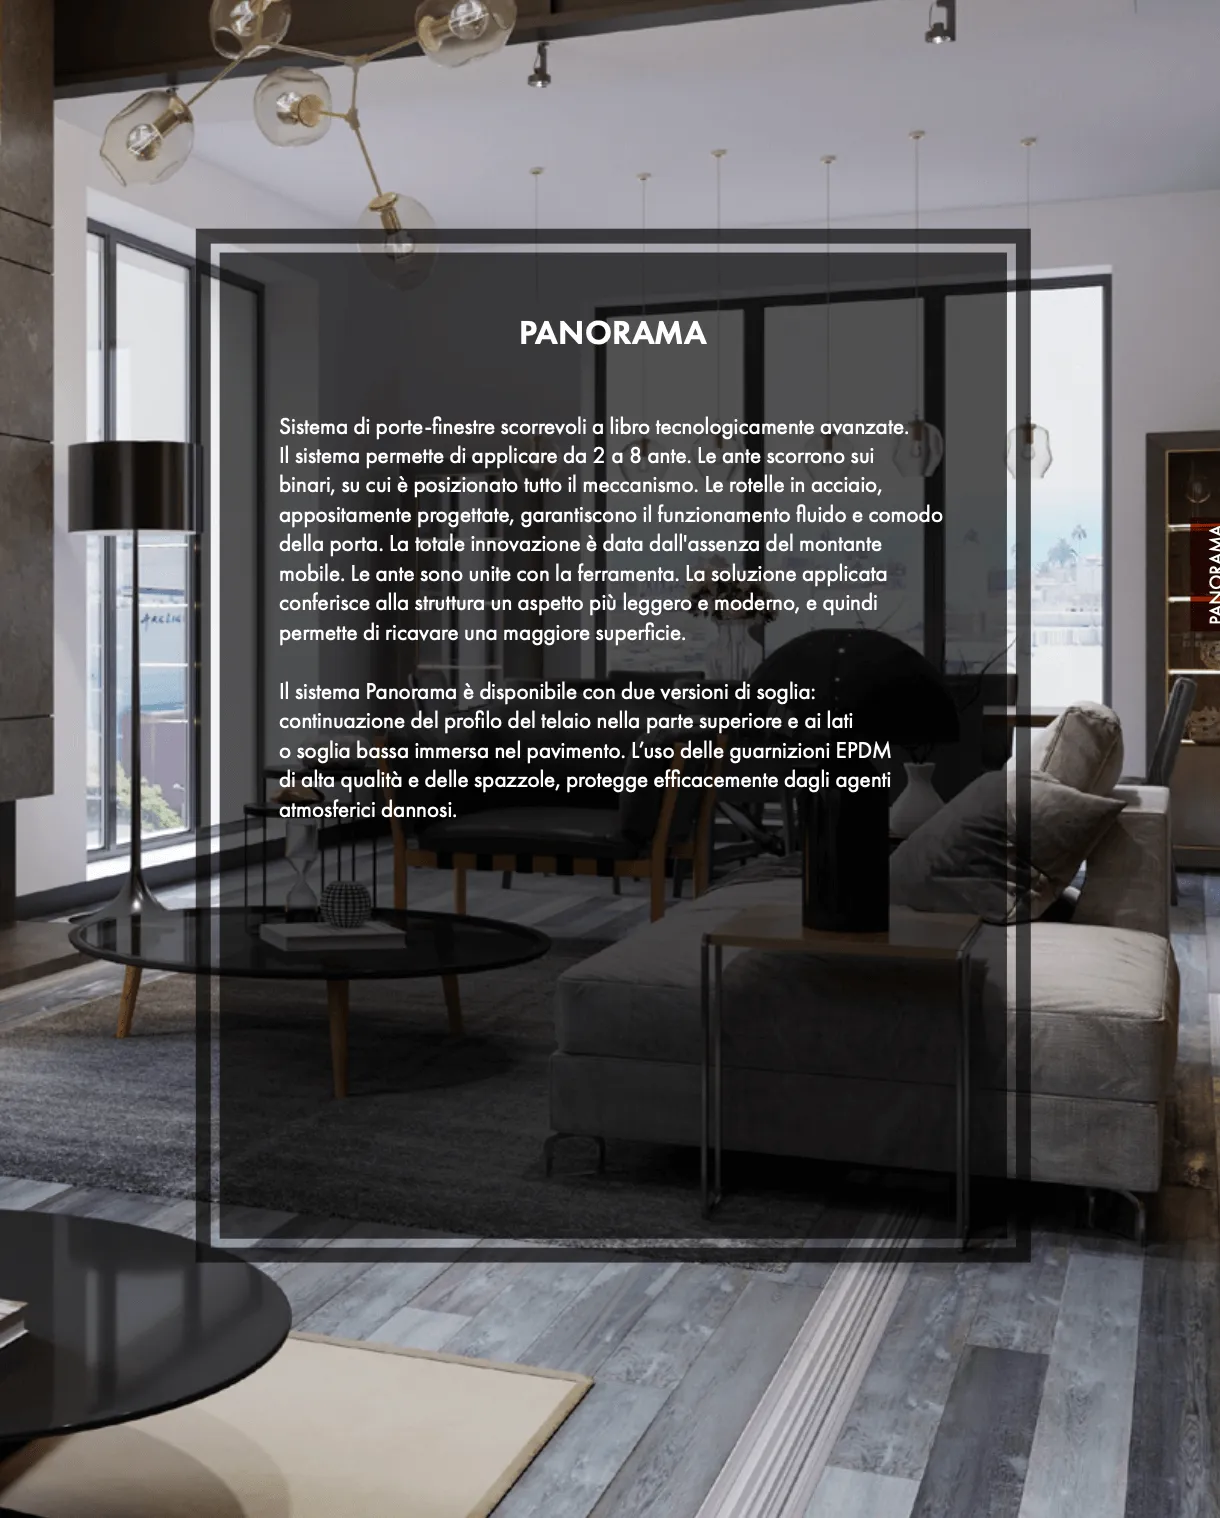 PANORAMA
Sistema di porte-finestre scorrevoli a libro tecnologicamente avanzate.
Il sistema permette di applicare da 2 a 8 ante. Le ante scorrono sui
binari, su cui è posizionato tutto il meccanismo. Le rotelle in acciaio,
appositamente progettate, garantiscono il funzionamento fluido e comodo
della porta. La totale innovazione è data dall'assenza del montante
mobile. Le ante sono unite con la ferramenta. La soluzione applicata
conferisce alla struttura un aspetto più leggero e moderno, e quindi
permette di ricavare una maggiore superficie.
Il sistema Panorama è disponibile con due versioni di soglia:
continuazione del profilo del telaio nella parte superiore e ai lati
o soglia bassa immersa nel pavimento. L’uso delle guarnizioni EPDM
di alta qualità e delle spazzole, protegge efficacemente dagli agenti
atmosferici dannosi.
PANORAMA